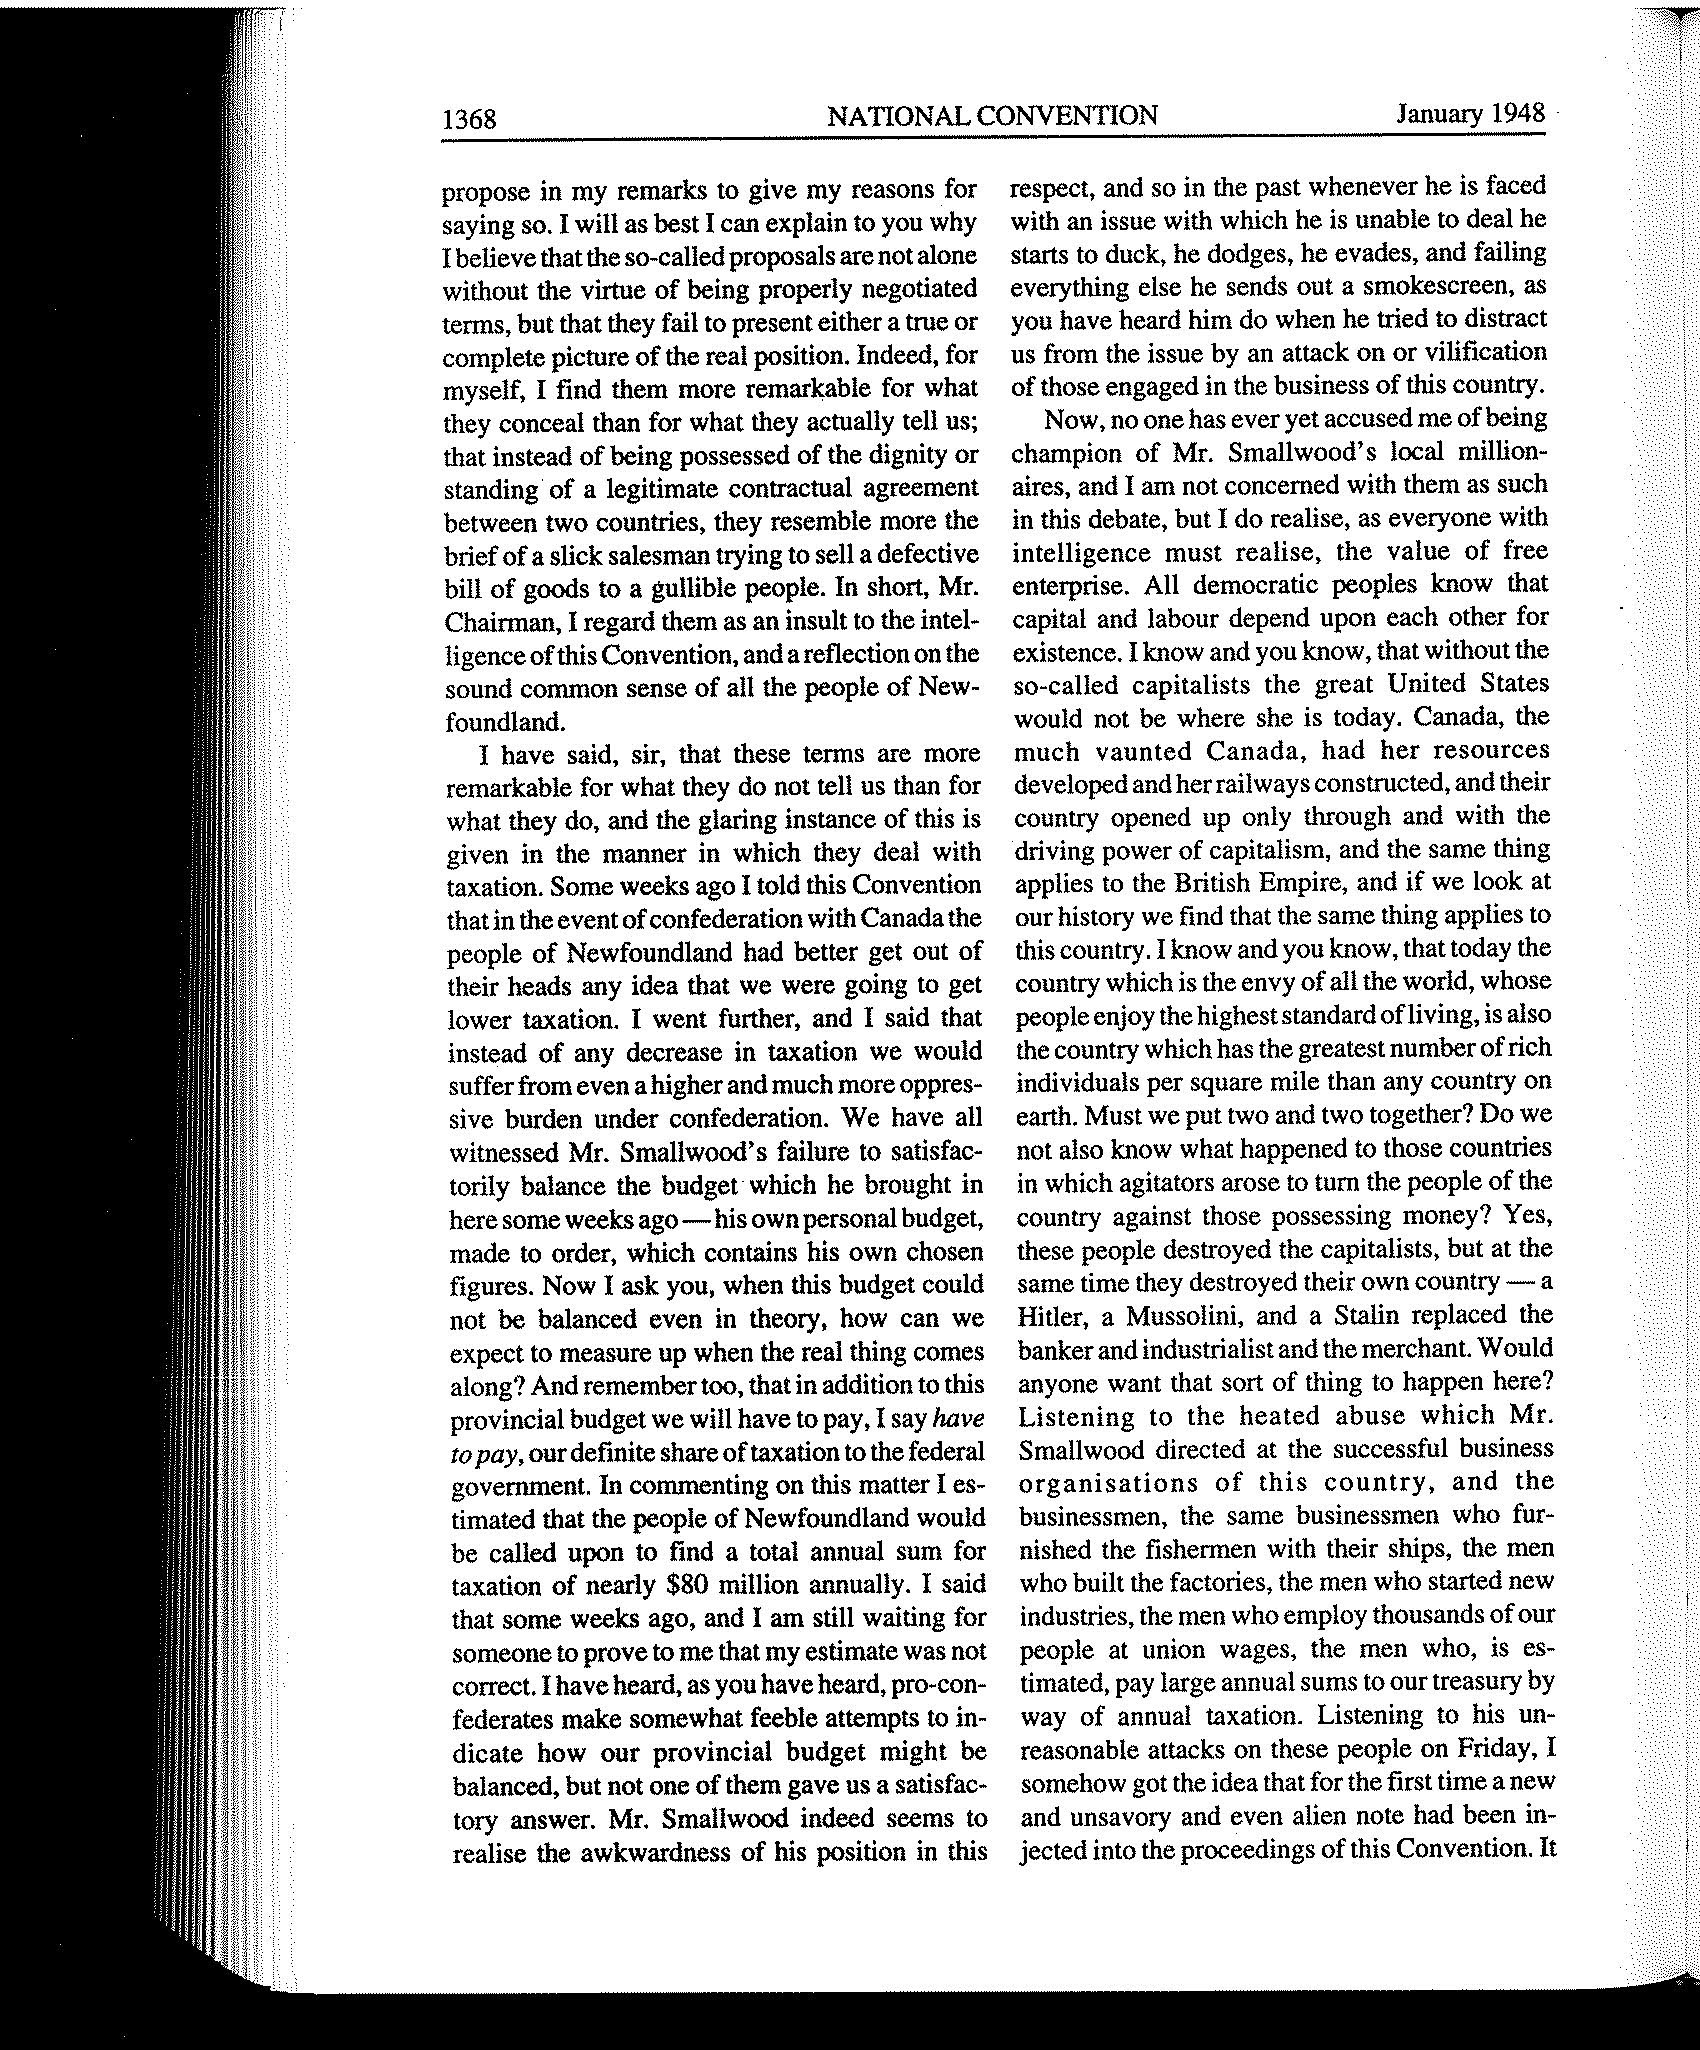 1368
NATIONAL CONVENTION
January 1948
propose in my remarks to give my reasons for
saying so. I will as best I can explain to you why
I believe that the so-called proposals are not alone
without the virtue of being properly negotiated
terms, but that they fail to present either a true or
complete picture of the real position. Indeed, for
myself, I find them more remarkable for what
they conceal than for what they actually tell us;
that instead of being possessed of the dignity or
standing of a legitimate contractual agreement
between two countries, they resemble more the
brief of a slick salesman trying to sell a defective
bill of goods to a gullible people. In short, Mr.
Chairman, I regard them as an insult to the intel-
ligence of this Convention, and a reflection on the
sound common sense of all the people of New-
foundland.
I have said, sir, that these terms are more
remarkable for what they do not tell us than for
what they do, and the glaring instance of this is
given in the manner in which they deal with
taxation. Some weeks ago I told this Convention
that in the event of confederation with Canada the
people of Newfoundland had better get out of
their heads any idea that we were going to get
lower taxation. I went further, and I said that
instead of any decrease in taxation we would
suffer from even a higher and much more oppres-
sive burden under confederation. We have all
witnessed Mr. Smallwood's failure to satisfac-
torily balance the budget which he brought in
here some weeks ago — his own personal budget,
made to order, which contains his own chosen
figures. Now I ask you, when this budget could
not be balanced even in theory, how can we
expect to measure up when the real thing comes
along? And remember too, that in addition to this
provincial budget we will have to pay, I say have
to pay, our definite share of taxation to the federal
government. In commenting on this matter I es-
timated that the people of Newfoundland would
be called upon to find a total annual sum for
taxation of nearly $80 million annually. I said
that some weeks ago, and I am still waiting for
someone to prove to me that my estimate was not
correct. I have heard, as you have heard, pro-con-
federates make somewhat feeble attempts to in-
dicate how our provincial budget might be
balanced, but not one of them gave us a satisfac-
tory answer. Mr. Smallwood indeed seems to
realise the awkwardness of his position in this
respect, and so in the past whenever he is faced
with an issue with which he is unable to deal he
starts to duck, he dodges, he evades, and failing
everything else he sends out a smokescreen, as
you have heard him do when he tried to distract
us from the issue by an attack on or vilification
of those engaged in the business of this country.
Now, no one has ever yet accused me of being
champion of Mr. Smallwood's local million-
aires, and I am not concerned with them as such
in this debate, but I do realise, as everyone with
intelligence must realise, the value of free
enterprise. All democratic peoples know that
capital and labour depend upon each other for
existence. I know and you know, that without the
so-called capitalists the great United States
would not be where she is today. Canada, the
much vaunted Canada, had her resources
developed and her railways constructed, and their
country opened up only through and with the
driving power of capitalism, and the same thing
applies to the British Empire, and if we look at
our history we find that the same thing applies to
this country. I know and you know, that today the
country which is the envy of all the world, whose
people enjoy the highest standard of living, is also
the country which has the greatest number of rich
individuals per square mile than any country on
earth. Must we put two and two together? Do we
not also know what happened to those countries
in which agitators arose to turn the people of the
country against those possessing money? Yes,
these people destroyed the capitalists, but at the
same time they destroyed their own country — a
Hitler, a Mussolini, and a Stalin replaced the
banker and industrialist and the merchant. Would
anyone want that sort of thing to happen here?
Listening to the heated abuse which Mr.
Smallwood directed at the successful business
organisations of this country, and the
businessmen, the same businessmen who fur-
nished the fishermen with their ships, the men
who built the factories, the men who started new
industries, the men who employ thousands of our
people at union wages, the men who, is es-
timated, pay large annual sums to our treasury by
way of annual taxation. Listening to his un-
reasonable attacks on these people on Friday, I
somehow got the idea that for the first time a new
and unsavory and even alien note had been in-
jected into the proceedings of this Convention. It